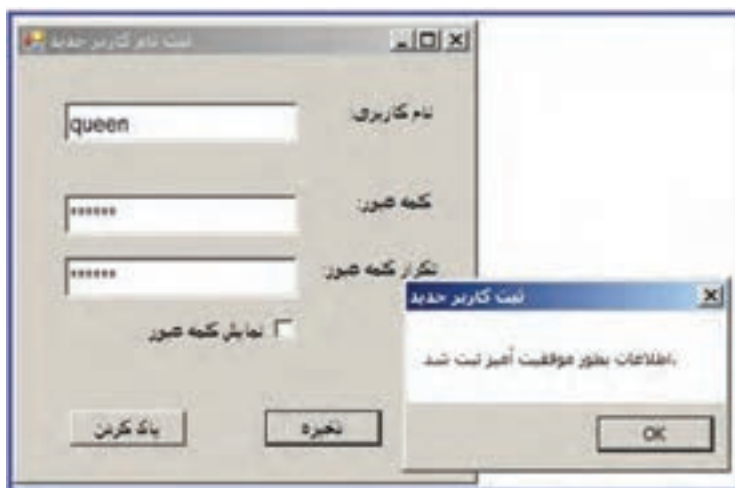 ثبت نام کاربر جدید
نام کاربری:
queen
کلمه عبور:
******
تکرار کلمه عبور:
******
نمایش کلمه عبور
ذخیره
پاک کردن
ثبت کاربر جدید
اطلاعات بطور موفقیت آمیز ثبت شد.
OK